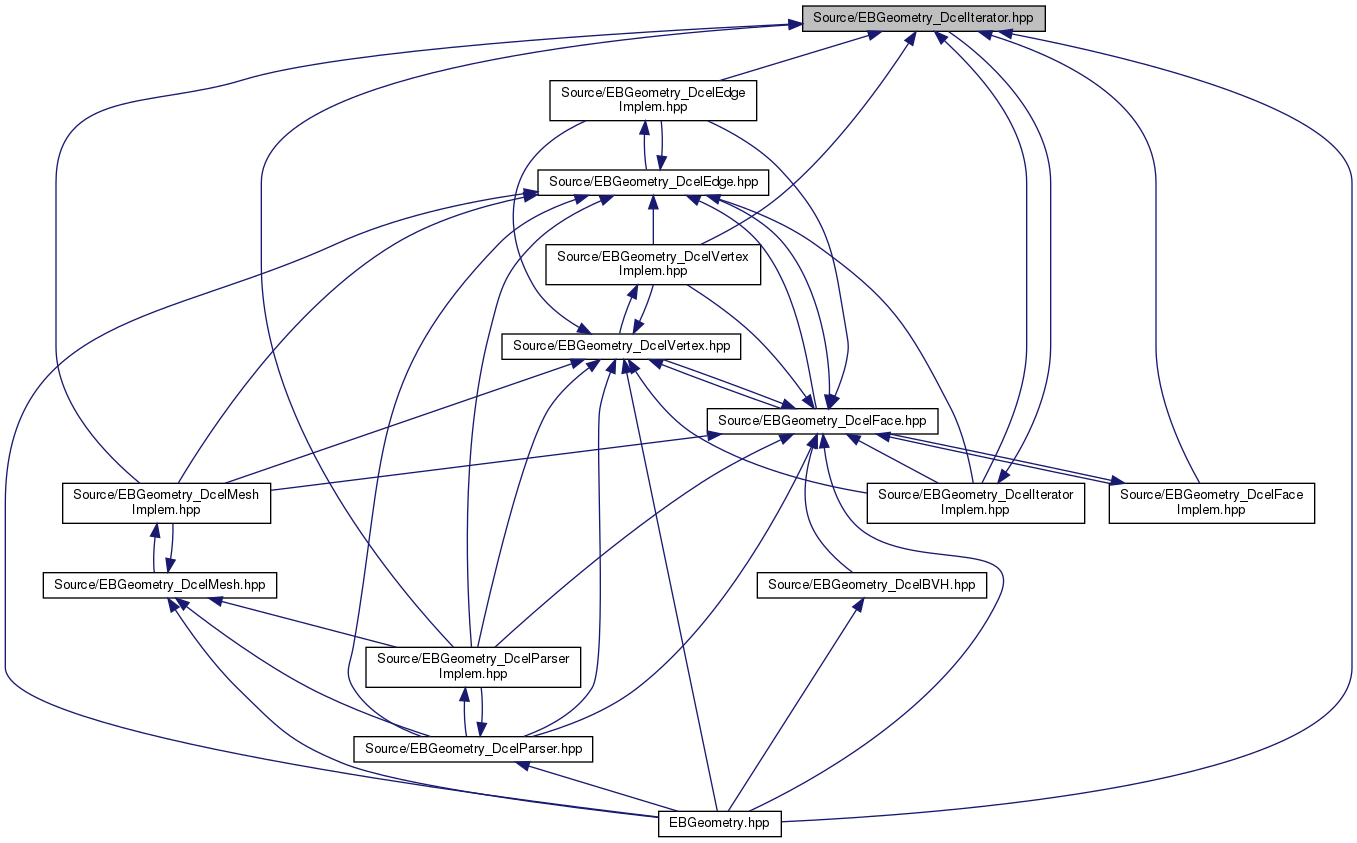 Source/EBGeometry_DcelIterator.hpp
Source/EBGeometry_DcelEdge
Implem.hpp
Source/EBGeometry_DcelEdge.hpp
Source/EBGeometry_DcelVertex
Implem.hpp
Source/EBGeometry_DcelVertex.hpp
Source/EBGeometry_DcelFace.hpp
Source/EBGeometry_DcelMesh
Implem.hpp
Source/EBGeometry_DcelIterator
Implem.hpp
Source/EBGeometry_DcelFace
Implem.hpp
Source/EBGeometry_DcelMesh.hpp
Source/EBGeometry_DcelBVH.hpp
Source/EBGeometry_DcelParser
Implem.hpp
Source/EBGeometry_DcelParser.hpp
EBGeometry.hpp